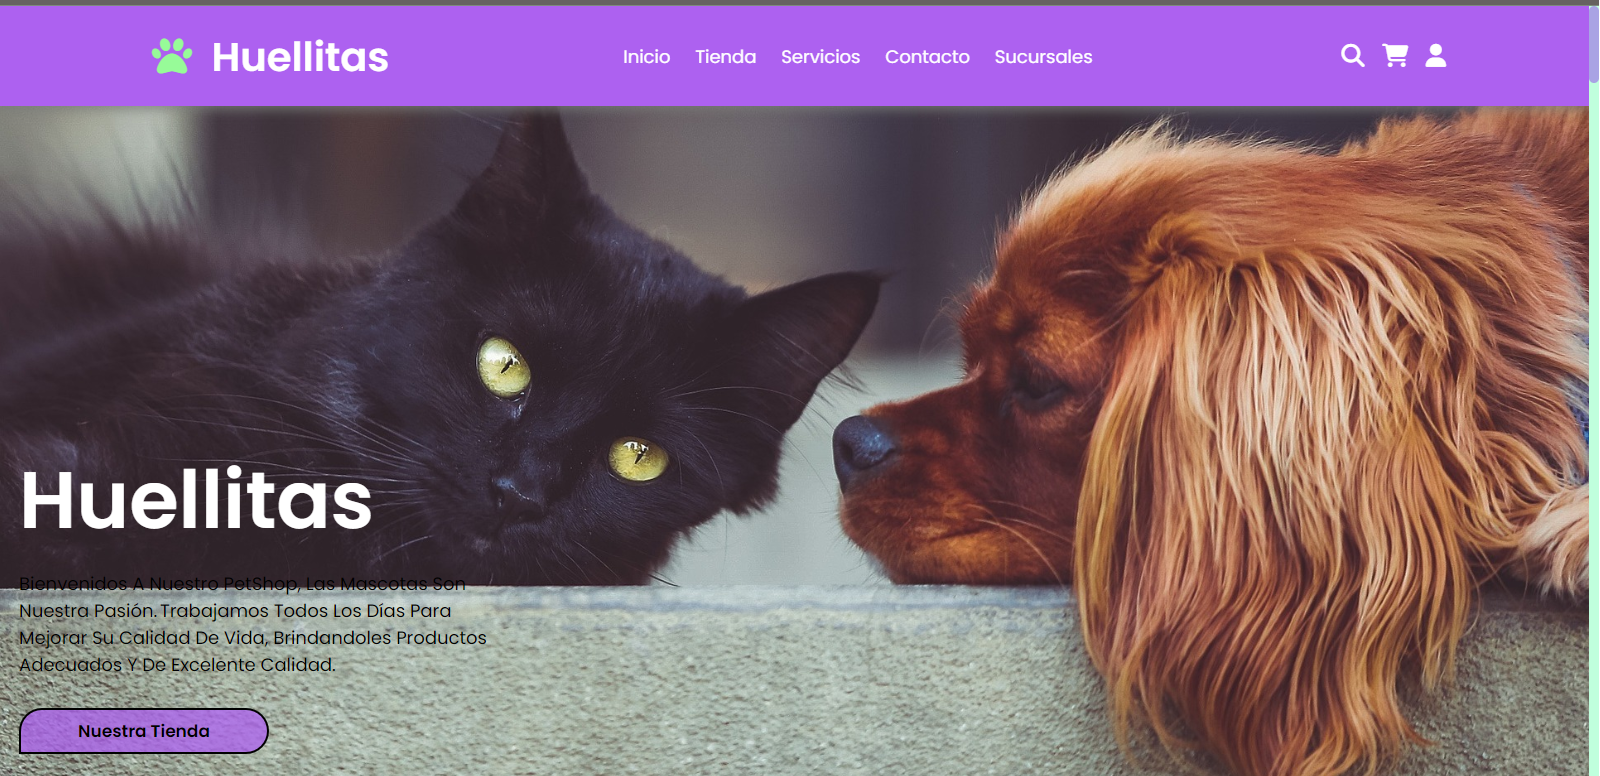 Huellitas
Inicio Tienda Servicios Contacto Sucursales
Huellitas
Bienvenidos A Nuestro PetShop, Las Mascotas Son
Nuestra Pasión. Trabajamos Todos Los Días Para
Mejorar Su Calidad De Vida, Brindandoles Productos
Adecuados Y De Excelente Calidad.
Nuestra Tienda